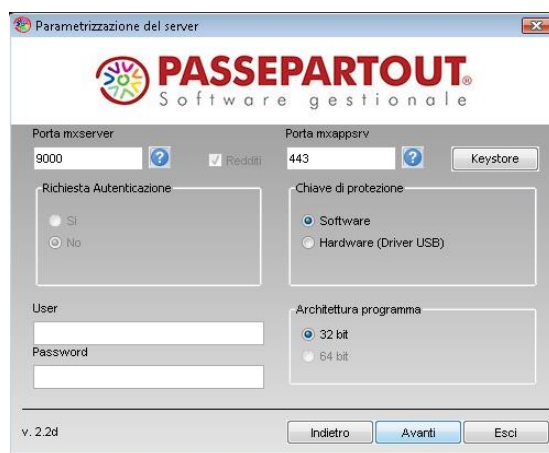 Parametrizzazione del server
PASSEPARTOUT®
Software gestionale
Porta mxserver
Porta mxappsrv
9000
? Redditi
443
?
Keystore
Richiesta Autenticazione
Chiave di protezione
Si
Software
No
Hardware (Driver USB)
User
Architettura programma
32 bit
Password
64 bit
v. 2.2d
Indietro
Avanti
Esci